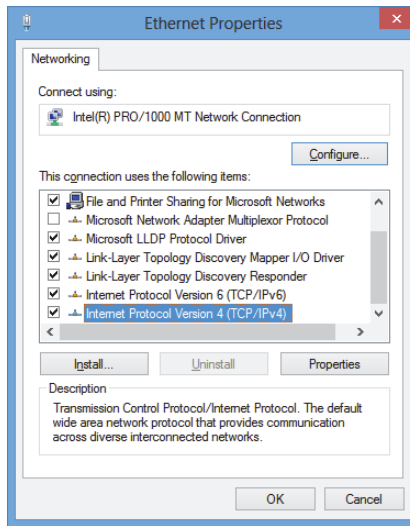 Ethernet Properties
Networking
Connect using:
Intel(R) PRO/1000 MT Network Connection
Configure...
This connection uses the following items:
File and Printer Sharing for Microsoft Networks
Microsoft Network Adapter Multiplexor Protocol
Microsoft LLDP Protocol Driver
Link-Layer Topology Discovery Mapper I/O Driver
Link-Layer Topology Discovery Responder
Internet Protocol Version 6 (TCP/IPv6)
Internet Protocol Version 4 (TCP/IPv4)
Install... Uninstall Properties
Description
Transmission Control Protocol/Internet Protocol. The default
wide area network protocol that provides communication
across diverse interconnected networks.
OK Cancel